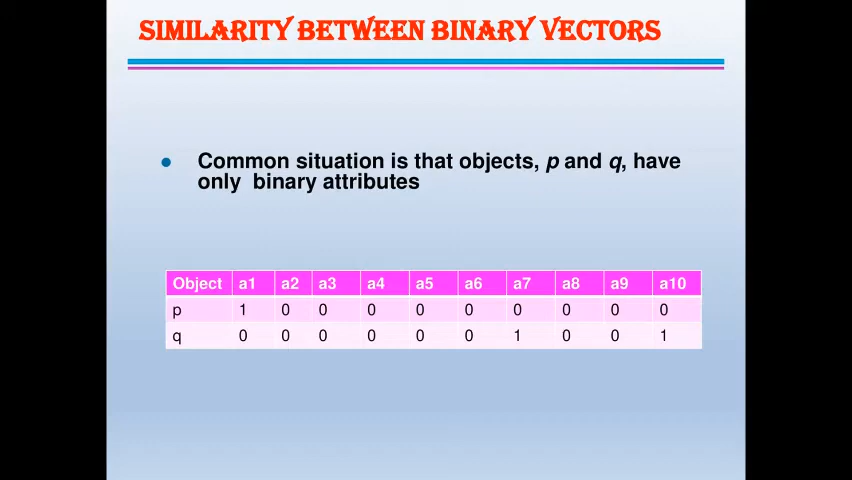 SIMILARITY BETWEEN BINARY VECTORS
Common situation is that objects, p and q, have
only binary attributes
Object a1 a2 a3 a4 a5 a6 a7 a8 a9 a10
p 1 0 0 0 0 0 0 0 0 0
q 0 0 0 0 0 0 1 0 0 1